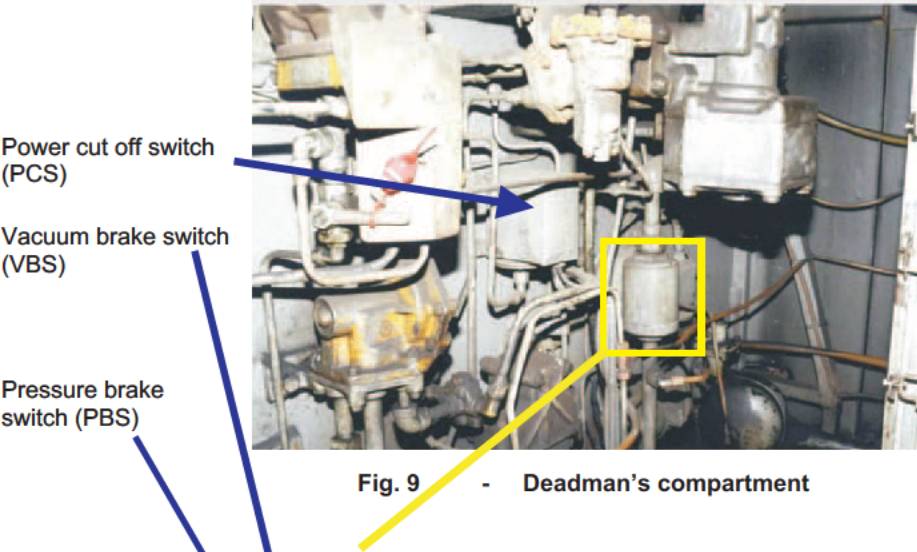 Power cut off switch
(PCS)
Vacuum brake switch
(VBS)
Pressure brake
switch (PBS)
Fig. 9 - Deadman’s compartment